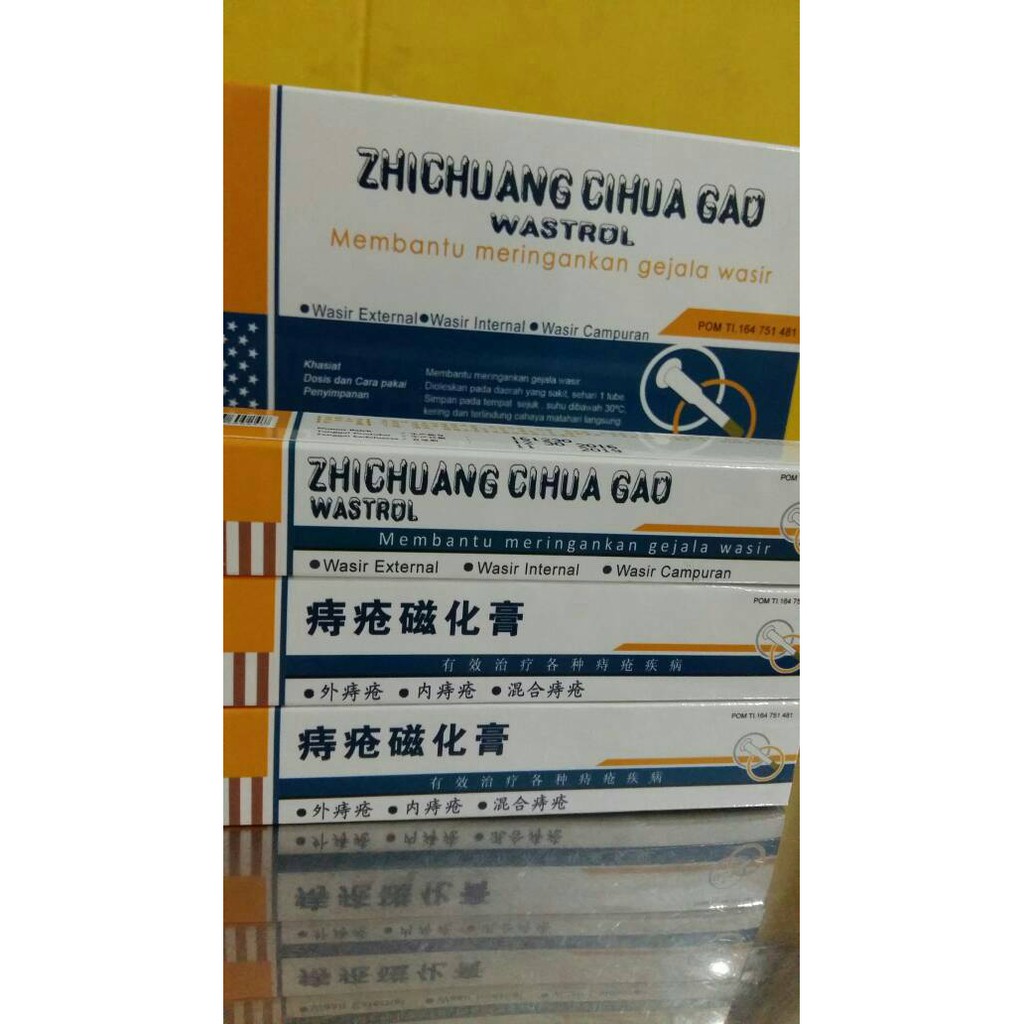 ZHICHUANG CIHUA GAO
WASTROL
Membantu meringankan gejala wasir
●Wasir External ●Wasir Internal ●Wasir Campuran
POM TI.164 751 481
Khasiat Membantu meringankan gejala wasir
Dosis dan Cara pakai Dioleskan pada daerah yang sakit, sehari 1 tube.
Penyimpanan Simpan pada tempat sejuk suhu dibawah 30°C,
kering dan terlindung cahaya matahari langsung.
ZHICHUANG CIHUA GAO
POM
WASTROL
Membantu meringankan gejala wasir
●Wasir External ●Wasir Internal ●Wasir Campuran
POM TI.164 75
痔疮磁化膏
有效治疗各种痔疮疾病
●外痔疮 ●内痔疮 ●混合痔疮
POM TI.164 751 481
痔疮磁化膏
有效治疗各种痔疮疾病
●外痔疮 ●内痔疮 ●混合痔疮